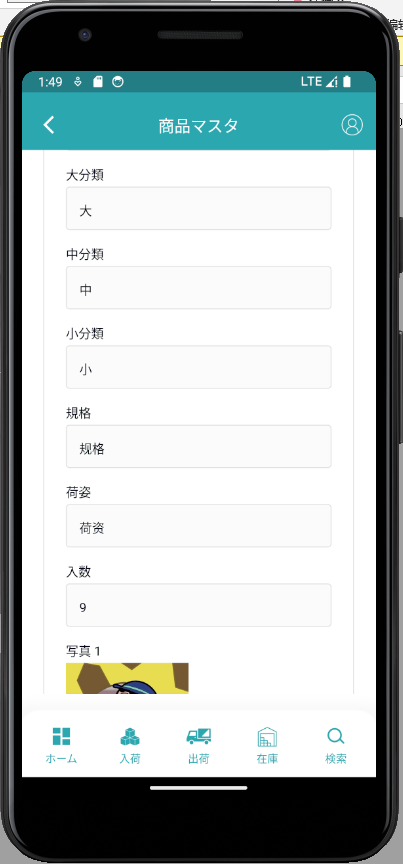 1:49
LTE
商品マスタ
大分類
大
中分類
中
小分類
小
規格
规格
荷姿
荷资
入数
9
写真 1
ホーム
入荷
出荷
在庫
検索